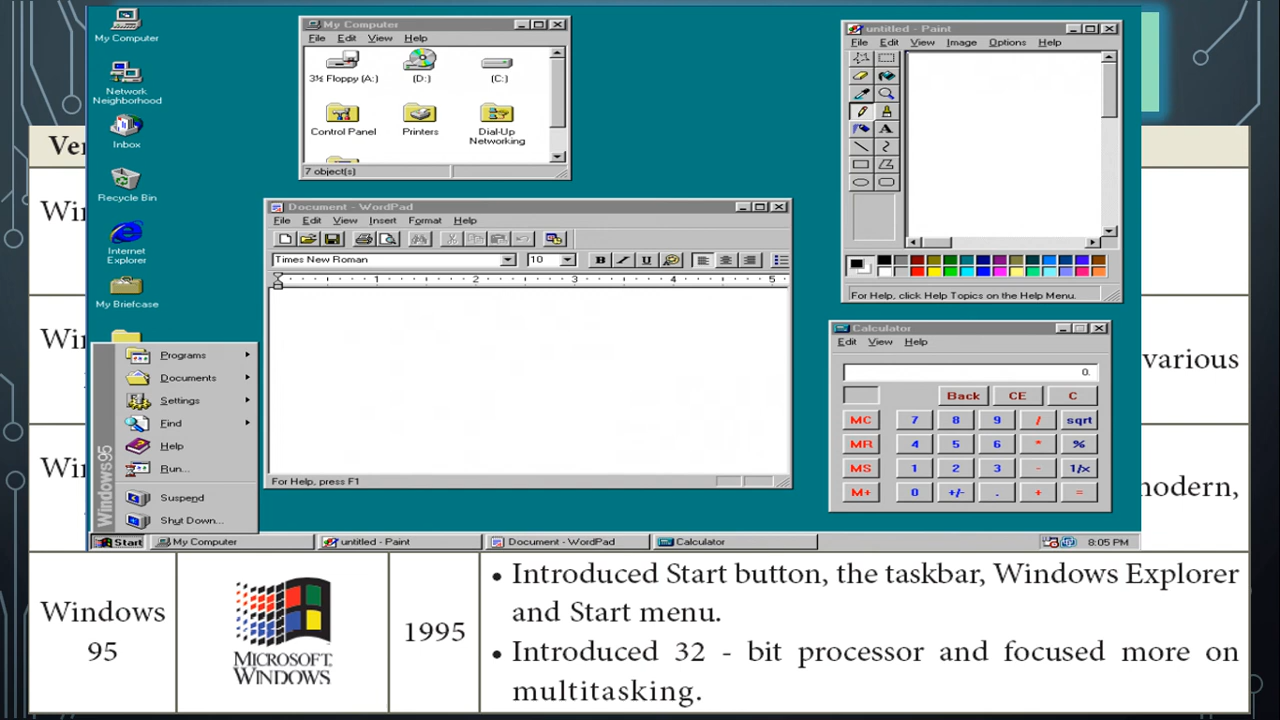 My Computer
Network
Neighborhood
Inbox
Recycle Bin
Internet
Explorer
My Briefcase
My Computer
File Edit View Help
3½ Floppy (A:) (D:) (C:)
Control Panel Printers Dial-Up
Networking
7 object(s)
untitled - Paint
File Edit View Image Options Help
A
For Help, click Help Topics on the Help Menu.
Document - WordPad
File Edit View Insert Format Help
Times New Roman 10 B I U
1 2 3 4 5
For Help, press F1
Calculator
Edit View Help
0.
Back CE C
MC 7 8 9 / sqrt
MR 4 5 6 * %
MS 1 2 3 - 1/x
M+ 0 +/- . + =
Programs
Documents
Settings
Find
Help
Run...
Suspend
Shut Down...
Windows95
Start My Computer untitled - Paint Document - WordPad Calculator 8:05 PM
various
Windows
95
MICROSOFT.
WINDOWS
1995
• Introduced Start button, the taskbar, Windows Explorer
and Start menu.
• Introduced 32 - bit processor and focused more on
multitasking.